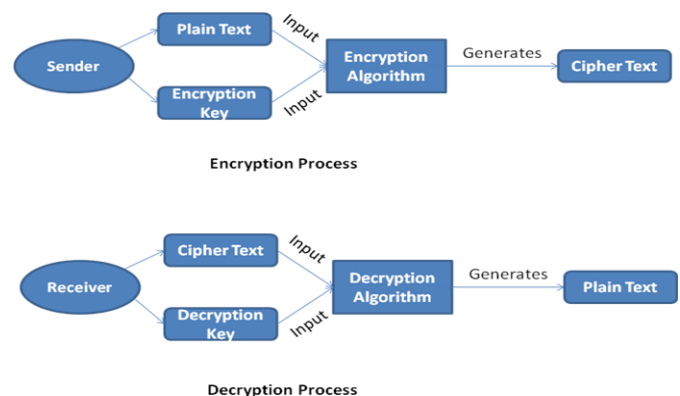 Plain Text
Input
Sender
Encryption
Algorithm
Generates
Cipher Text
Encryption
Key
Input
Encryption Process
Cipher Text
Input
Receiver
Decryption
Algorithm
Generates
Plain Text
Decryption
Key
Input
Decryption Process